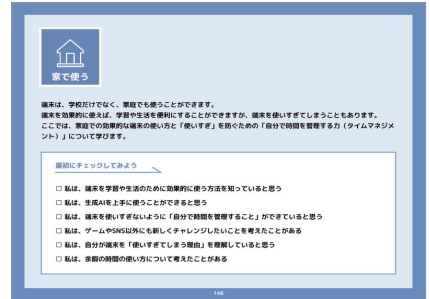 家で使う
端末は、学校だけでなく、家庭でも使うことができます。
端末を効果的に使えば、学習や生活を便利にすることができますが、端末を使いすぎてしまうこともあります。
ここでは、家庭での効果的な端末の使い方と「使いすぎ」を防ぐための「自分で時間を管理する力（タイムマネジメ
ント）」について学びます。
最初にチェックしてみよう
□ 私は、端末を学習や生活のために効果的に使う方法を知っていると思う
□ 私は、生成AIを上手に使うことができると思う
□ 私は、端末を使いすぎないように「自分で時間を管理すること」ができていると思う
□ 私は、ゲームやSNS以外にも新しくチャレンジしたいことを考えたことがある
□ 私は、自分が端末を「使いすぎてしまう理由」を理解していると思う
□ 私は、余暇の時間の使い方について考えたことがある
148